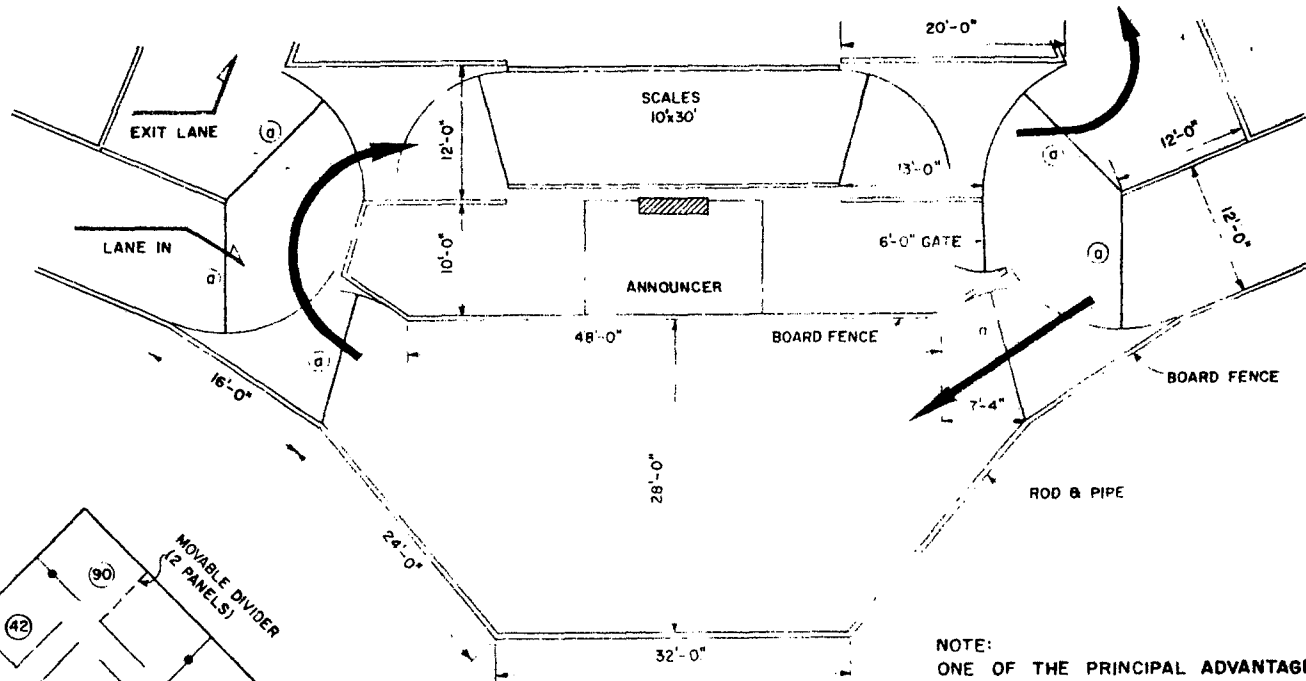 20'-0"
EXIT LANE
a
SCALES
10'x30'
12'-0"
a
12'-0"
13'-0"
LANE IN
a
10'-0"
6'-0" GATE
a
12'-0"
ANNOUNCER
48'-0"
BOARD FENCE
a
a
BOARD FENCE
16'-0"
7'-4"
28'-0"
ROD & PIPE
24'-0"
MOVABLE DIVIDER
(2 PANELS)
90
42
32'-0"
NOTE:
ONE OF THE PRINCIPAL